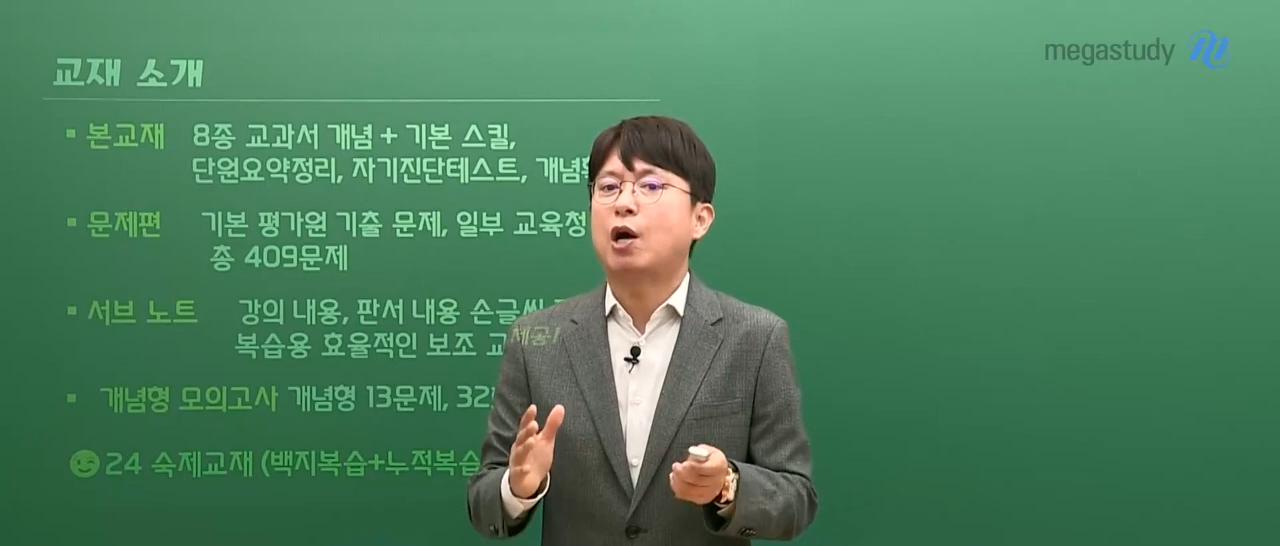 megastudy
교재 소개
▪ 본교재 8종 교과서 개념 + 기본 스킬,
단원요약정리, 자기진단테스트,
▪ 문제편 기본 평가원 기출 문제, 일부 교육청
총 409문제
▪ 서브 노트 강의 내용, 판서 내용
복습용 효율적인 보조 제공!
▪ 개념형 모의고사 개념형 13문제,
24 숙제교재 (백지복습+누적복습